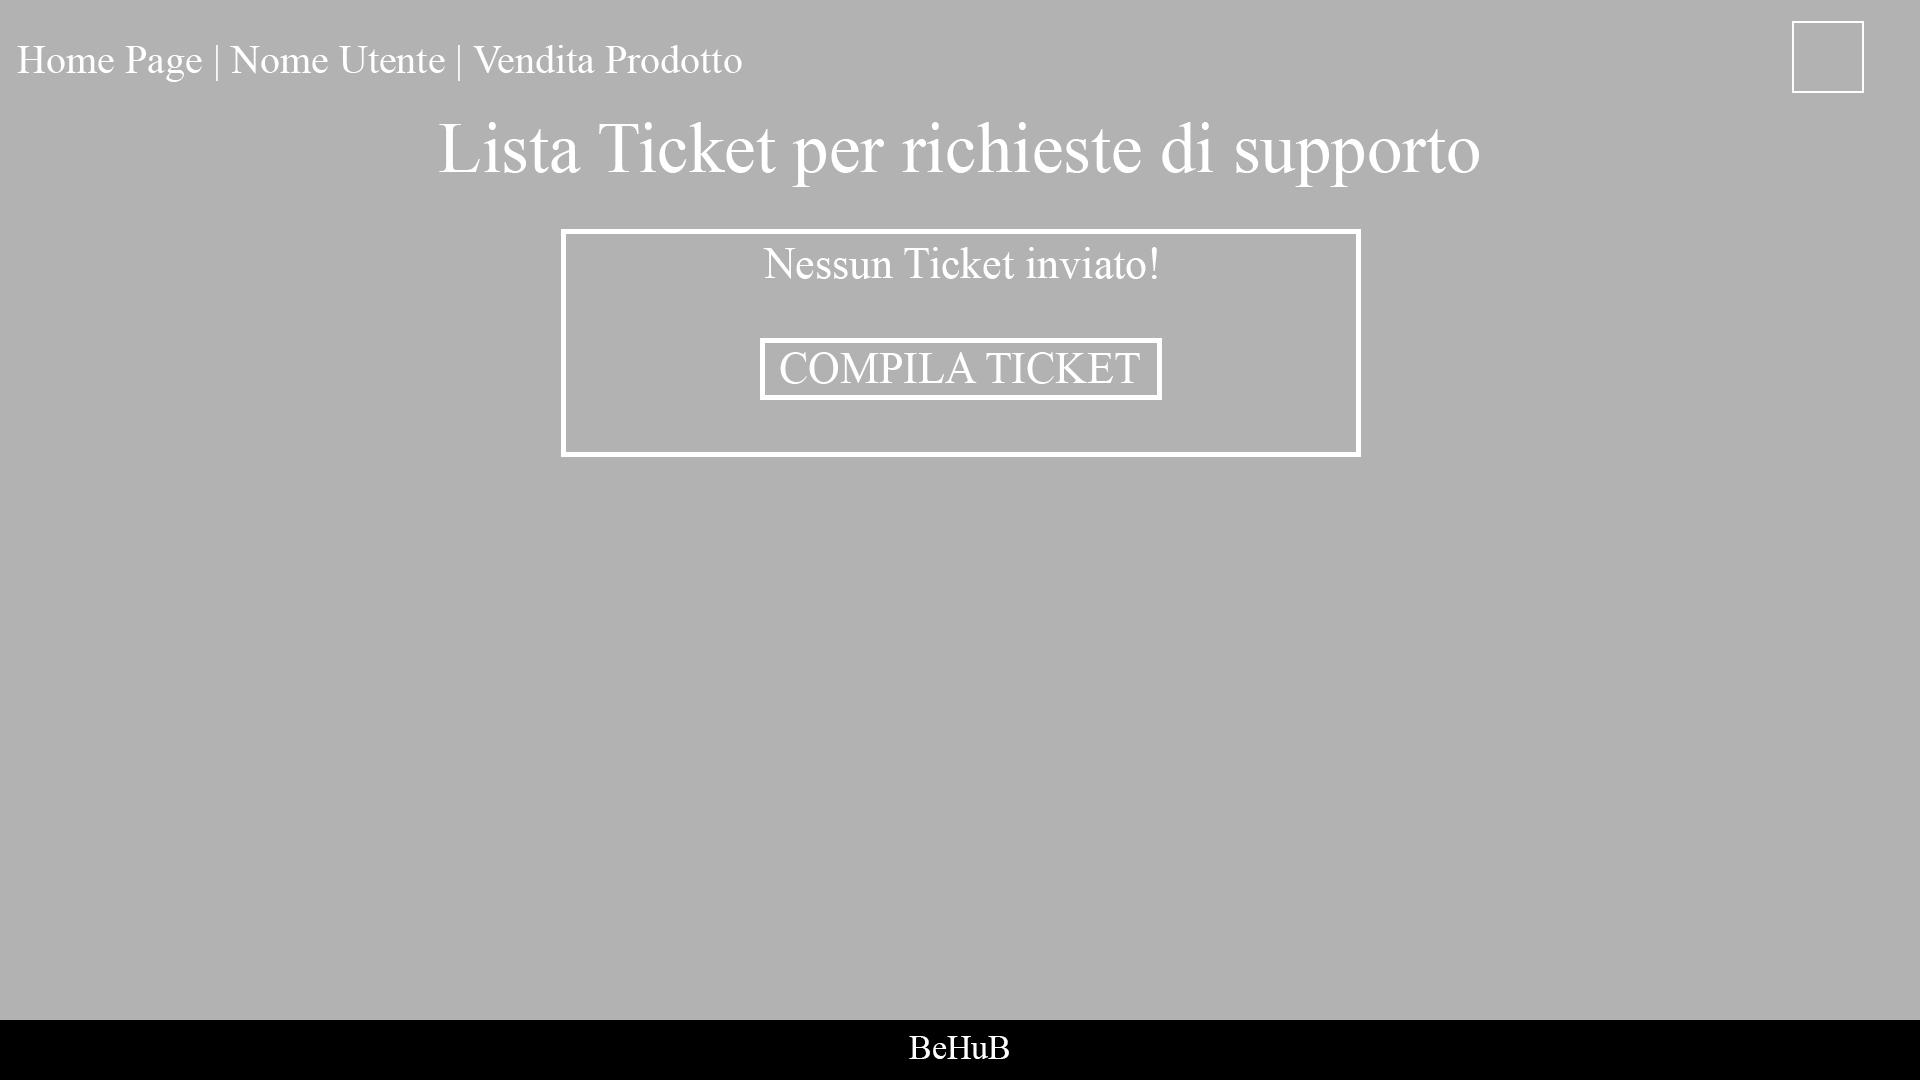 Home Page | Nome Utente | Vendita Prodotto
Lista Ticket per richieste di supporto
Nessun Ticket inviato!
COMPILA TICKET
BeHuB